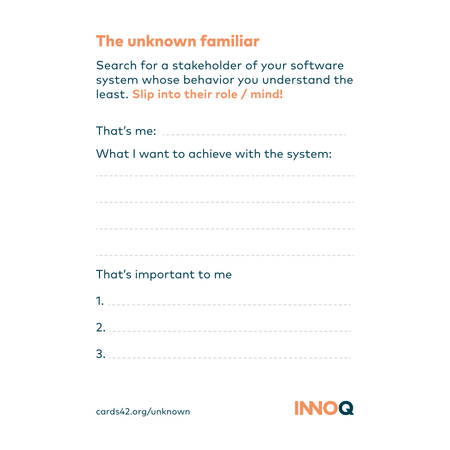 The unknown familiar
Search for a stakeholder of your software
system whose behavior you understand the
least. Slip into their role / mind!
That's me:
What I want to achieve with the system:
That's important to me
1.
2.
3.
cards42.org/unknown
INNOQ